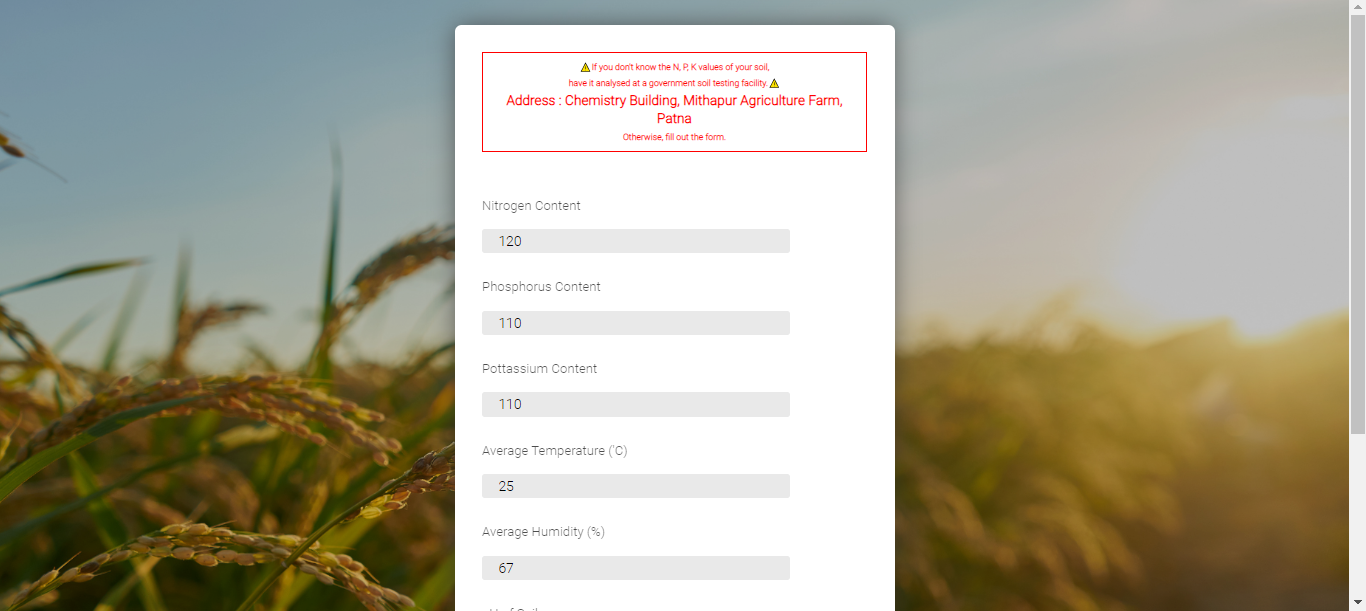 ⚠ If you don't know the N, P, K values of your soil,
have it analysed at a government soil testing facility. ⚠
Address : Chemistry Building, Mithapur Agriculture Farm,
Patna
Otherwise, fill out the form.
Nitrogen Content
120
Phosphorus Content
110
Pottassium Content
110
Average Temperature ('C)
25
Average Humidity (%)
67